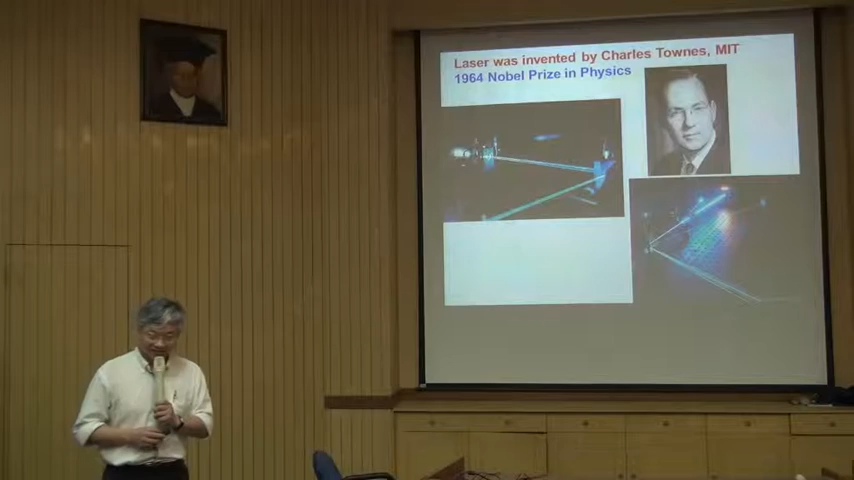 Laser was invented by Charles Townes, MIT
1964 Nobel Prize in Physics